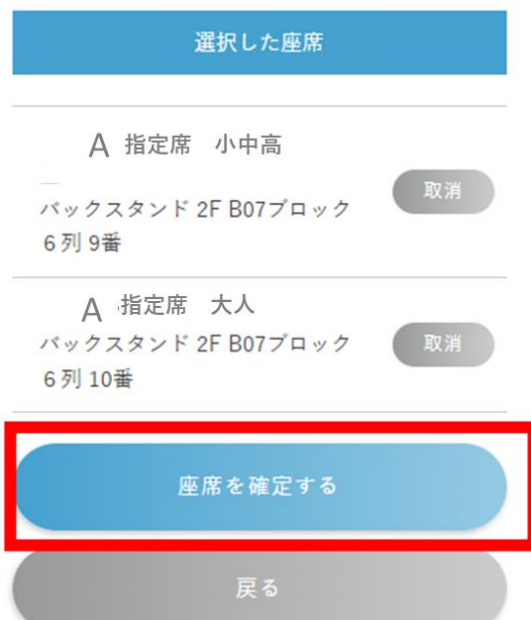 選択した座席
A 指定席　小中高
バックスタンド 2F B07ブロック
6列 9番
取消
A 指定席　大人
バックスタンド 2F B07ブロック
6列 10番
取消
座席を確定する
戻る